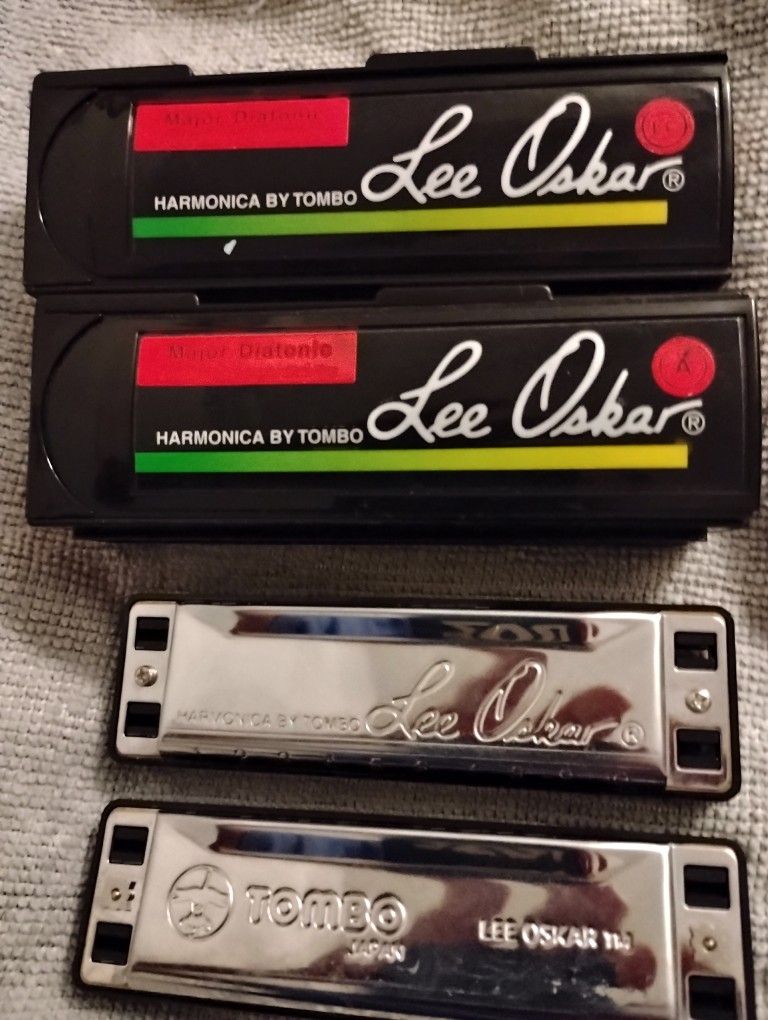 Major Diatonic
Lee Oskar®
HARMONICA BY TOMBO
Major Diatonic
A
Lee Oskar®
HARMONICA BY TOMBO
HARMONICA BY TOMBO Lee Oskar®
TOMBO
JAPAN
LEE OSKAR TM